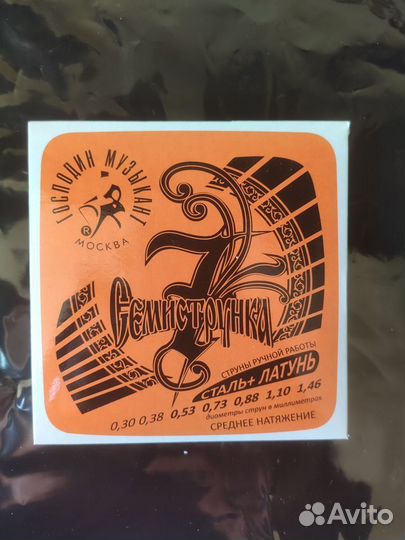 ГОСПОДИН МУЗЫКАНТ
®
МОСКВА
7
Семиструнка
СТРУНЫ РУЧНОЙ РАБОТЫ
СТАЛЬ+ ЛАТУНЬ
0,30 0,38 0,53 0,73 0,88 1,10 1,46
диаметры струн в миллиметрах
СРЕДНЕЕ НАТЯЖЕНИЕ
Avito